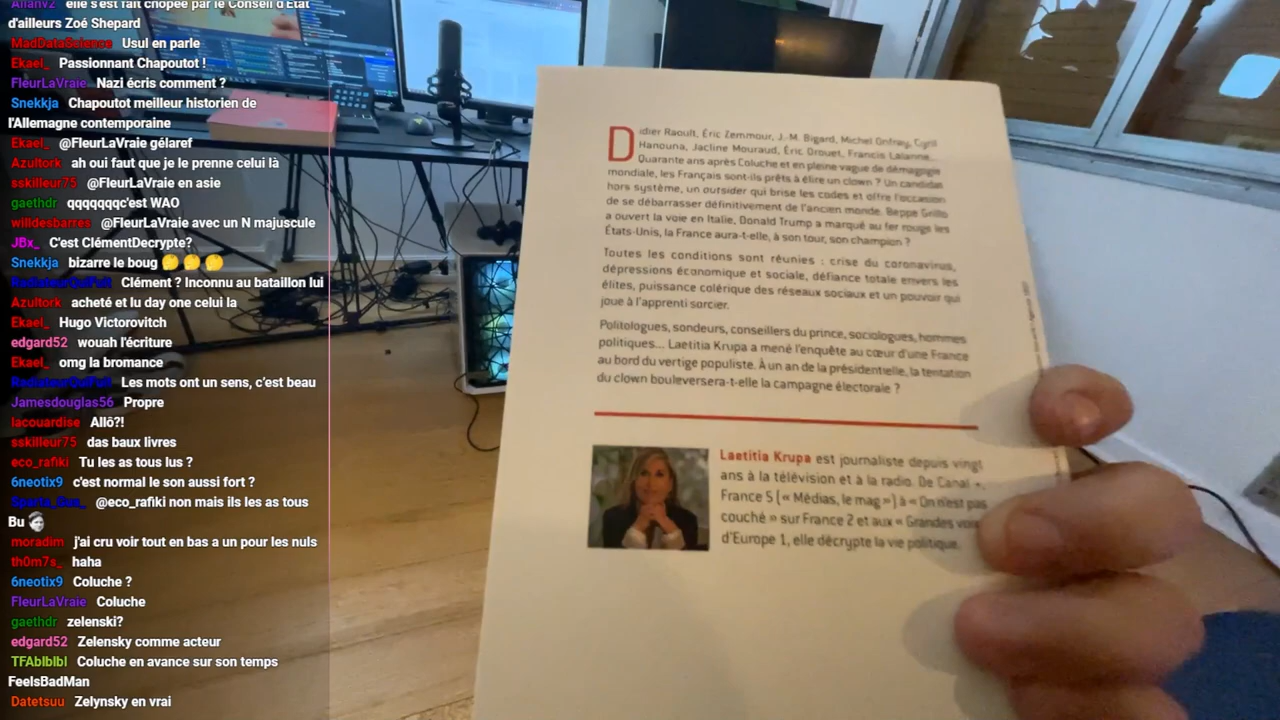 AllanV2 elle s'est fait chopée par le Conseil d'Etat
d'ailleurs Zoé Shepard
MadDataScience Usul en parle
Ekael_ Passionnant Chapoutot !
FleurLaVraie Nazi écris comment ?
Snekkja Chapoutot meilleur historien de
l'Allemagne contemporaine
Ekael_ @FleurLaVraie gélaref
Azultork ah oui faut que je le prenne celui là
sskilleur75 @FleurLaVraie en asie
gaethdr qqqqqqqc'est WAO
willdesbarres @FleurLaVraie avec un N majuscule
JBx_ C'est ClémentDecrypte?
Snekkja bizarre le boug
RadiateurQuiFuit Clément ? Inconnu au bataillon lui
Azultork acheté et lu day one celui la
Ekael_ Hugo Victorovitch
edgard52 wouah l'écriture
Ekael_ omg la bromance
RadiateurQuiFuit Les mots ont un sens, c'est beau
Jamesdouglas56 Propre
lacouardise Allô?!
sskilleur75 das baux livres
eco_rafiki Tu les as tous lus ?
6neotix9 c'est normal le son aussi fort ?
@eco_rafiki non mais ils les as tous
Bu
moradim j'ai cru voir tout en bas a un pour les nuls
th0m7s_ haha
6neotix9 Coluche ?
FleurLaVraie Coluche
gaethdr zelenski?
edgard52 Zelensky comme acteur
TFAblblbl Coluche en avance sur son temps
FeelsBadMan
Datetsuu Zelynsky en vrai
Didier Raoult, Éric Zemmour, J.-M. Bigard, Michel Onfray, Cyril
Hanouna, Jacline Mouraud, Éric Drouet, Francis Lalanne...
Quarante ans après Coluche et en pleine vague de démagogie
mondiale, les Français sont-ils prêts à élire un clown ? Un candidat
hors système, un outsider qui brise les codes et offre l'occasion
de se débarrasser définitivement de l'ancien monde. Beppe Grillo
a ouvert la voie en Italie, Donald Trump a marqué au fer rouge les
États-Unis, la France aura-t-elle, à son tour, son champion ?
Toutes les conditions sont réunies : crise du coronavirus,
dépressions économique et sociale, défiance totale envers les
élites, puissance colérique des réseaux sociaux et un pouvoir qui
joue à l'apprenti sorcier.
Politologues, sondeurs, conseillers du prince, sociologues, hommes
politiques... Laetitia Krupa a mené l'enquête au cœur d'une France
au bord du vertige populiste. À un an de la présidentielle, la tentation
du clown bouleversera-t-elle la campagne électorale ?
Laetitia Krupa est journaliste depuis vingt
ans à la télévision et à la radio. De Canal +,
France 5 (« Médias, le mag ») à « On n'est pas
couché » sur France 2 et aux « Grandes voix
d'Europe 1, elle décrypte la vie politique.